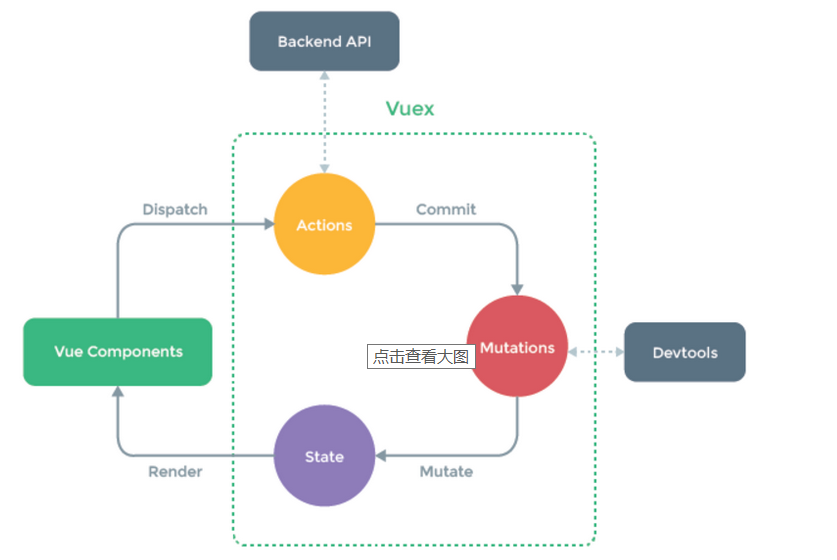 Backend API
Vuex
Dispatch
Commit
Actions
Vue Components
点击查看大图
Mutations
Devtools
State
Render
Mutate